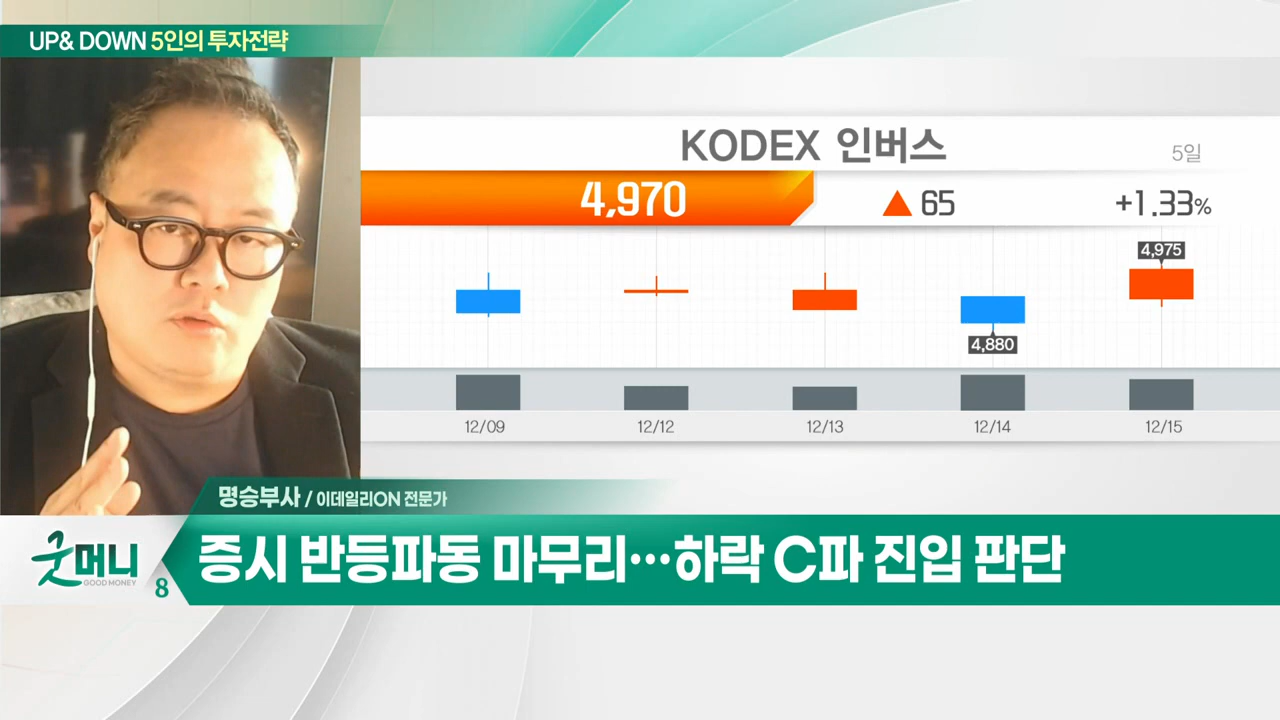 UP& DOWN 5인의 투자전략
KODEX 인버스
5일
4,970
▲ 65
+1.33%
4,975
4,880
12/09
12/12
12/13
12/14
12/15
명승부사 / 이데일리ON 전문가
굿머니
GOOD MONEY
8
증시 반등파동 마무리…하락 C파 진입 판단